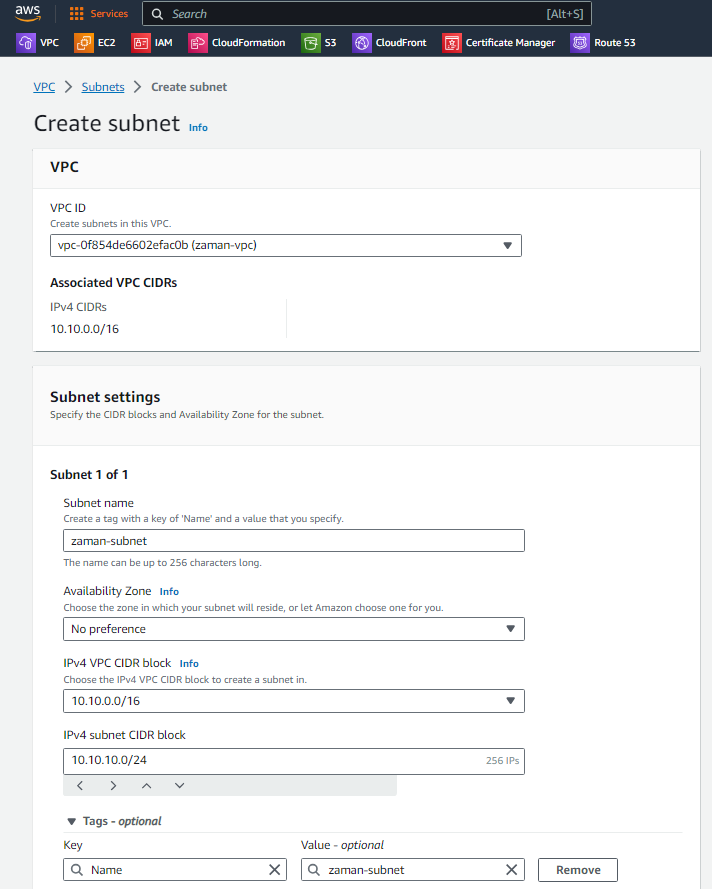 aws
Services
Search [Alt+S]
VPC EC2 IAM CloudFormation S3 CloudFront Certificate Manager Route 53
VPC > Subnets > Create subnet
Create subnet Info
VPC
VPC ID
Create subnets in this VPC.
vpc-0f854de6602efac0b (zaman-vpc)
Associated VPC CIDRs
IPv4 CIDRs
10.10.0.0/16
Subnet settings
Specify the CIDR blocks and Availability Zone for the subnet.
Subnet 1 of 1
Subnet name
Create a tag with a key of 'Name' and a value that you specify.
zaman-subnet
The name can be up to 256 characters long.
Availability Zone Info
Choose the zone in which your subnet will reside, or let Amazon choose one for you.
No preference
IPv4 VPC CIDR block Info
Choose the IPv4 VPC CIDR block to create a subnet in.
10.10.0.0/16
IPv4 subnet CIDR block
10.10.10.0/24 256 IPs
Tags - optional
Key Value - optional
Name zaman-subnet Remove